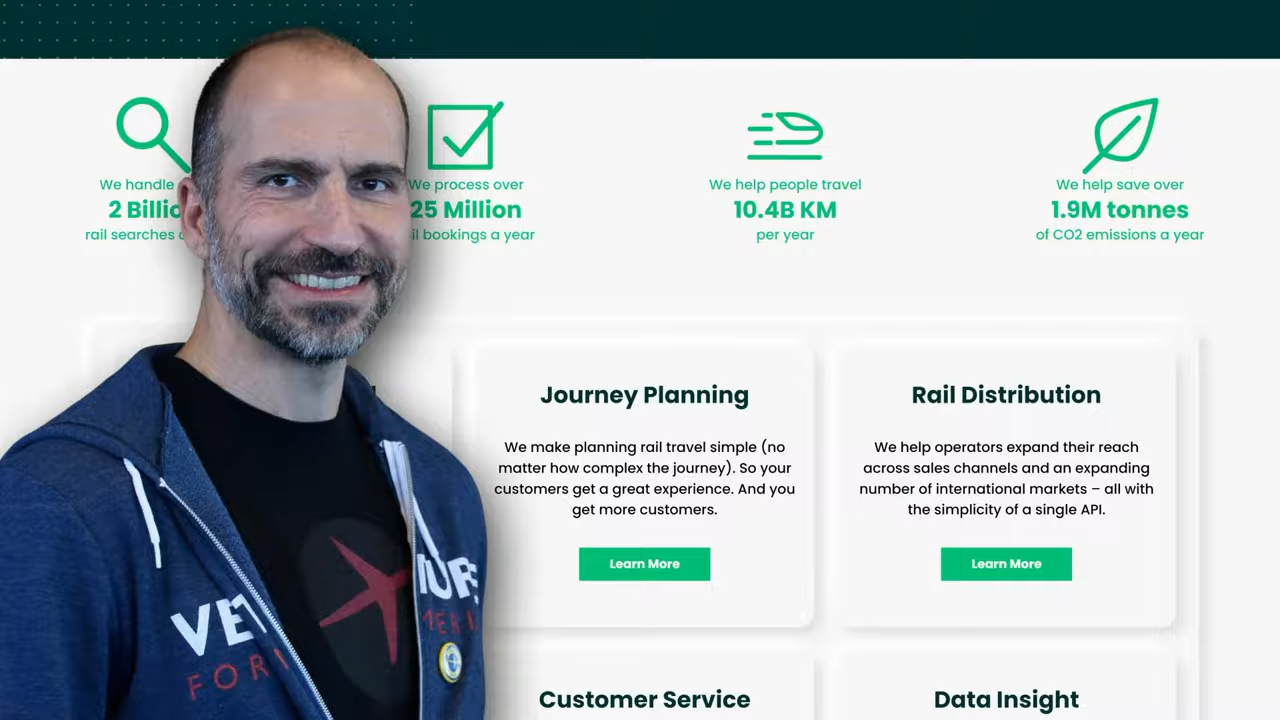 We handle
2 Billio
rail searches
We process over
25 Million
il bookings a year
We help people travel
10.4B KM
per year
We help save over
1.9M tonnes
of CO2 emissions a year
Journey Planning
We make planning rail travel simple (no
matter how complex the journey). So your
customers get a great experience. And you
get more customers.
Learn More
Rail Distribution
We help operators expand their reach
across sales channels and an expanding
number of international markets – all with
the simplicity of a single API.
Learn More
Customer Service
Data Insight
VET
FOR